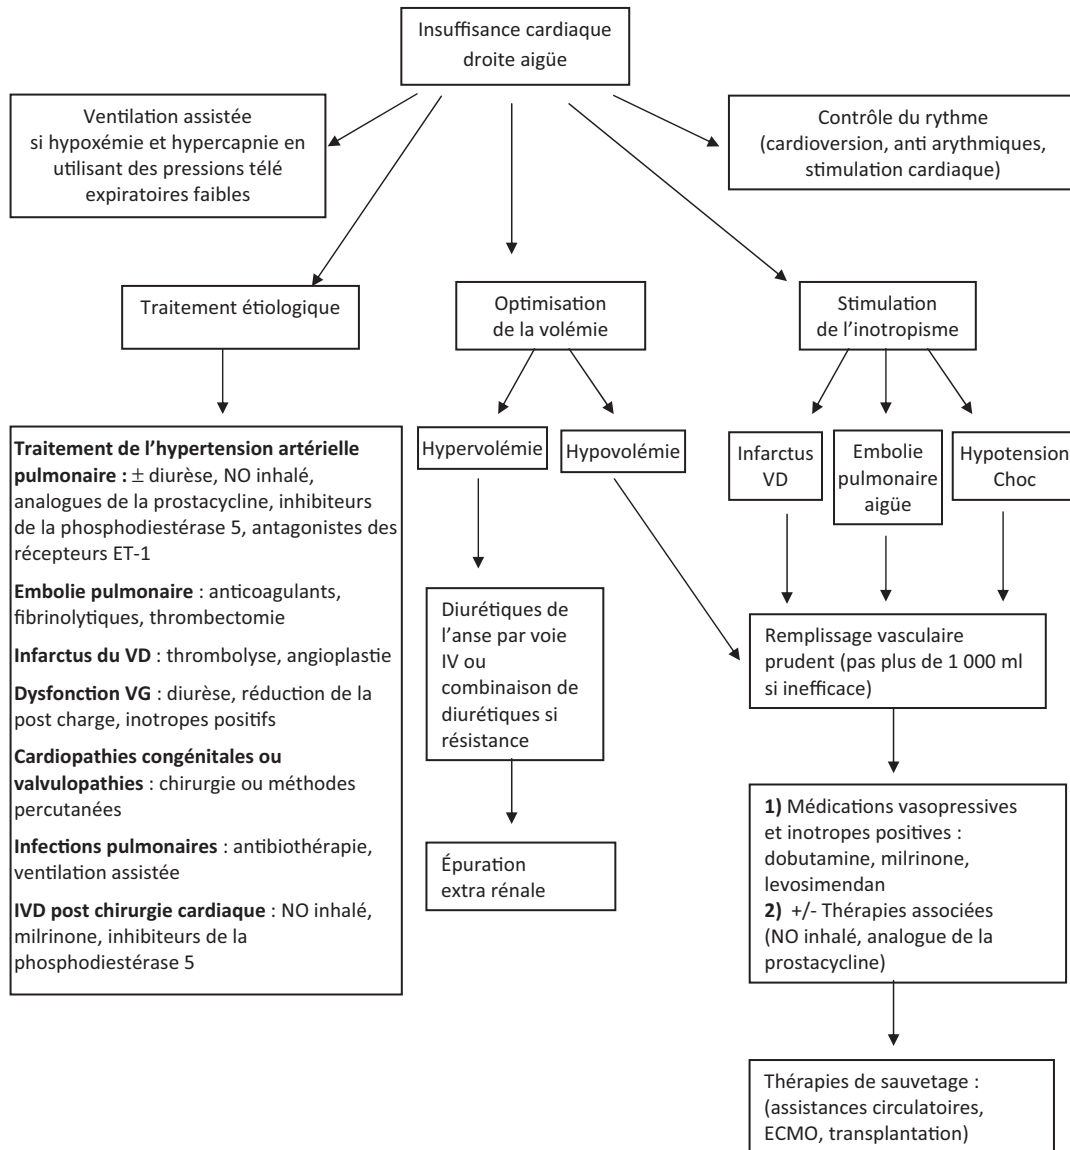 Insuffisance cardiaque
droite aigüe
Ventilation assistée
si hypoxémie et hypercapnie en
utilisant des pressions télé
expiratoires faibles
Contrôle du rythme
(cardioversion, anti arythmiques,
stimulation cardiaque)
Traitement étiologique
Optimisation
de la volémie
Stimulation
de l’inotropisme
Traitement de l’hypertension artérielle
pulmonaire : ± diurèse, NO inhalé,
analogues de la prostacycline, inhibiteurs
de la phosphodiestérase 5, antagonistes des
récepteurs ET-1
Embolie pulmonaire : anticoagulants,
fibrinolytiques, thrombectomie
Infarctus du VD : thrombolyse, angioplastie
Dysfonction VG : diurèse, réduction de la
post charge, inotropes positifs
Cardiopathies congénitales ou
valvulopathies : chirurgie ou méthodes
percutanées
Infections pulmonaires : antibiothérapie,
ventilation assistée
IVD post chirurgie cardiaque : NO inhalé,
milrinone, inhibiteurs de la
phosphodiestérase 5
Hypervolémie
Hypovolémie
Infarctus
VD
Embolie
pulmonaire
aigüe
Hypotension
Choc
Diurétiques de
l’anse par voie
IV ou
combinaison de
diurétiques si
résistance
Remplissage vasculaire
prudent (pas plus de 1 000 ml
si inefficace)
Épuration
extra rénale
1) Médications vasopressives
et inotropes positives :
dobutamine, milrinone,
levosimendan
2) +/- Thérapies associées
(NO inhalé, analogue de la
prostacycline)
Thérapies de sauvetage :
(assistances circulatoires,
ECMO, transplantation)